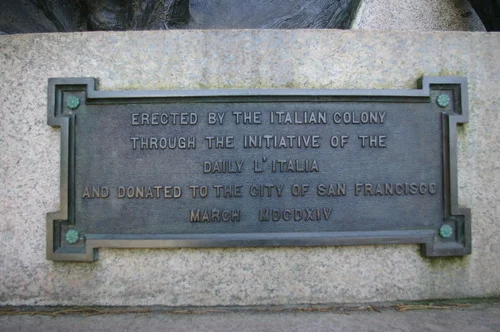 ERECTED BY THE ITALIAN COLONY
THROUGH THE INITIATIVE OF THE
DAILY L'ITALIA
AND DONATED TO THE CITY OF SAN FRANCISCO
MARCH MDCDXIV